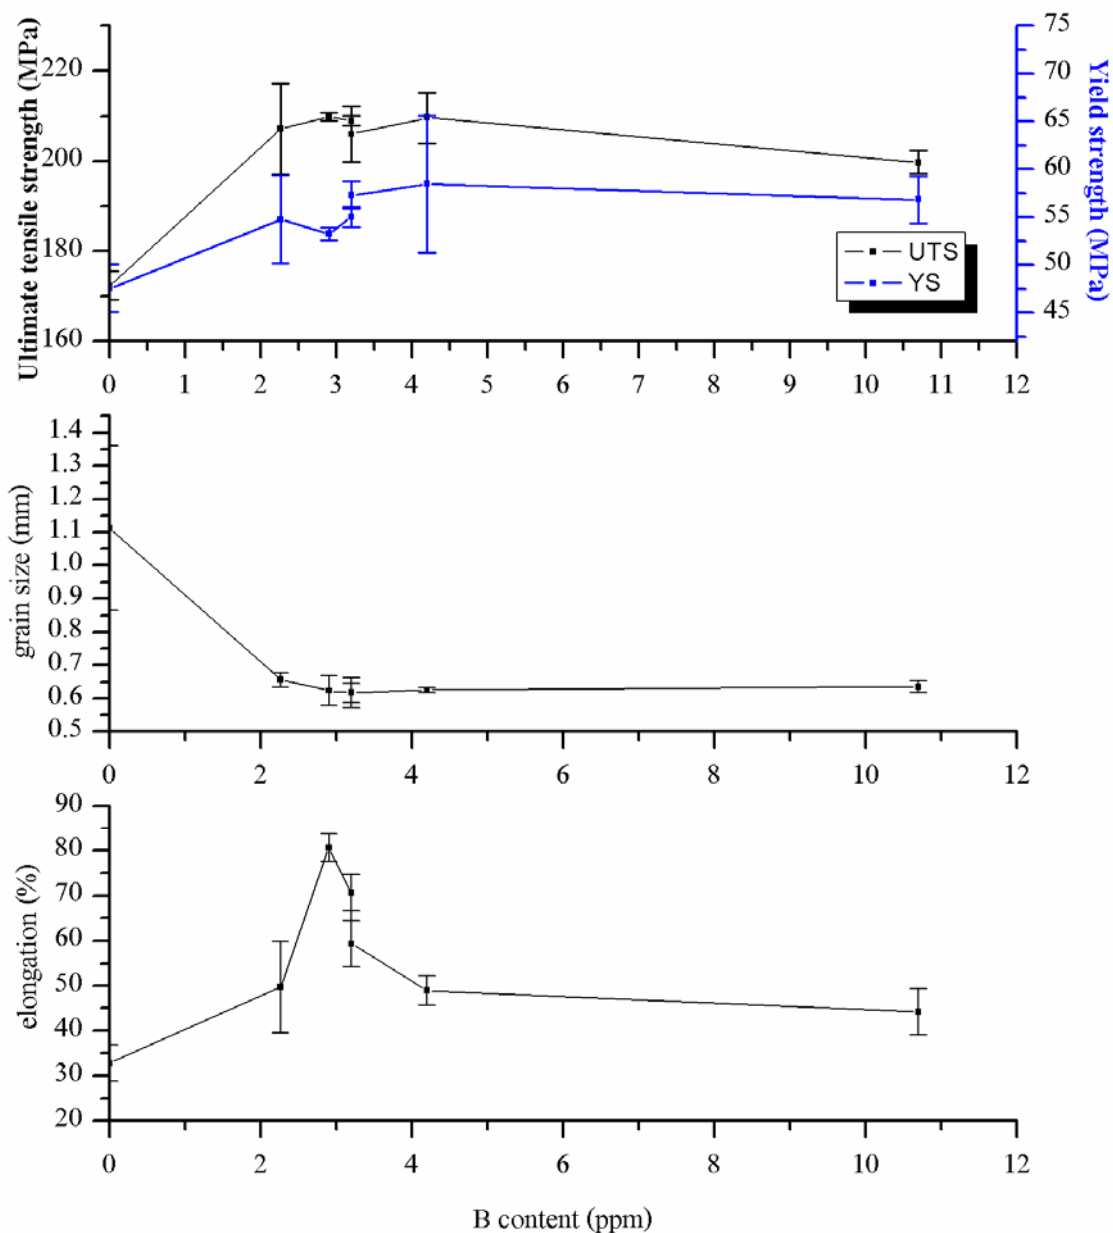 Ultimate tensile strength (MPa)
220
200
180
160
75
70
65
60
55
50
45
Yield strength (MPa)
UTS
YS
0 1 2 3 4 5 6 7 8 9 10 11 12
grain size (mm)
1.4
1.3
1.2
1.1
1.0
0.9
0.8
0.7
0.6
0.5
0 2 4 6 8 10 12
elongation (%)
90
80
70
60
50
40
30
20
0 2 4 6 8 10 12
B content (ppm)